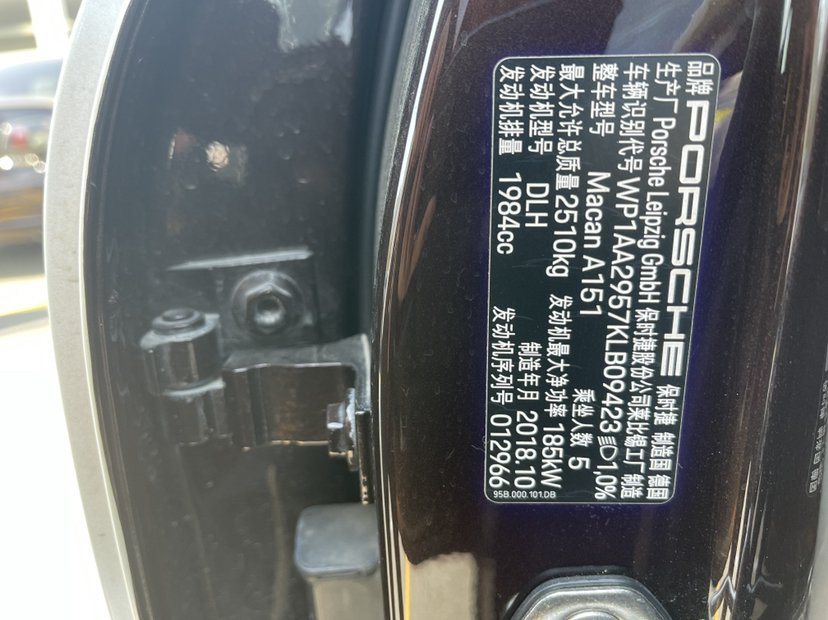 品牌 PORSCHE 保时捷 制造国 德国
生产厂 Porsche Leipzig GmbH 保时捷股份公司莱比锡工厂 制造
车辆识别代号 WP1AA2957KLB09423 1,0%
整车型号 Macan A151 乘坐人数 5
最大允许总质量 2510kg 发动机最大净功率 185kW
发动机型号 DLH 制造年月 2018.10
发动机排量 1984cc 发动机序列号 012966
95B.000.101.DB